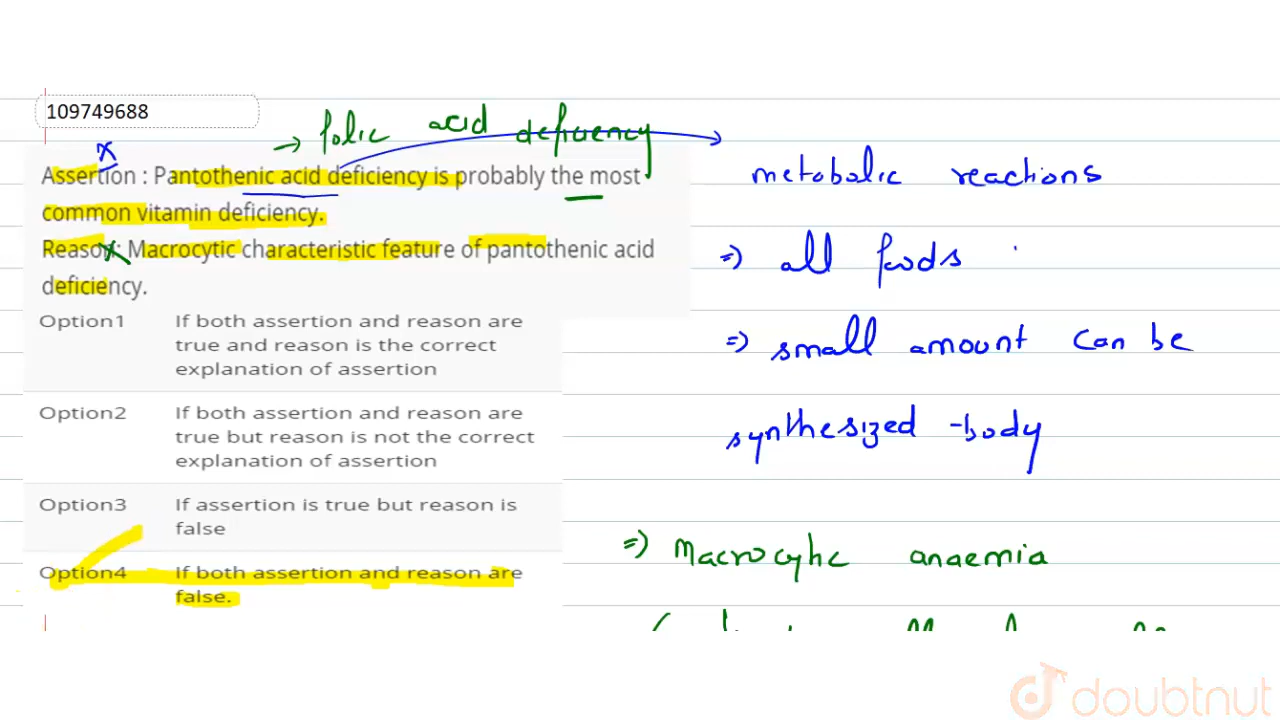 109749688
→ folic acid deficiency
x
Assertion : Pantothenic acid deficiency is probably the most
common vitamin deficiency.
Reason : Macrocytic characteristic feature of pantothenic acid
deficiency.
Option1 If both assertion and reason are
true and reason is the correct
explanation of assertion
Option2 If both assertion and reason are
true but reason is not the correct
explanation of assertion
Option3 If assertion is true but reason is
false
Option4 If both assertion and reason are
false.
metabolic reactions
⇒ all foods
⇒ small amount can be
synthesized -body
⇒ Macrocytic anaemia
doubtnut